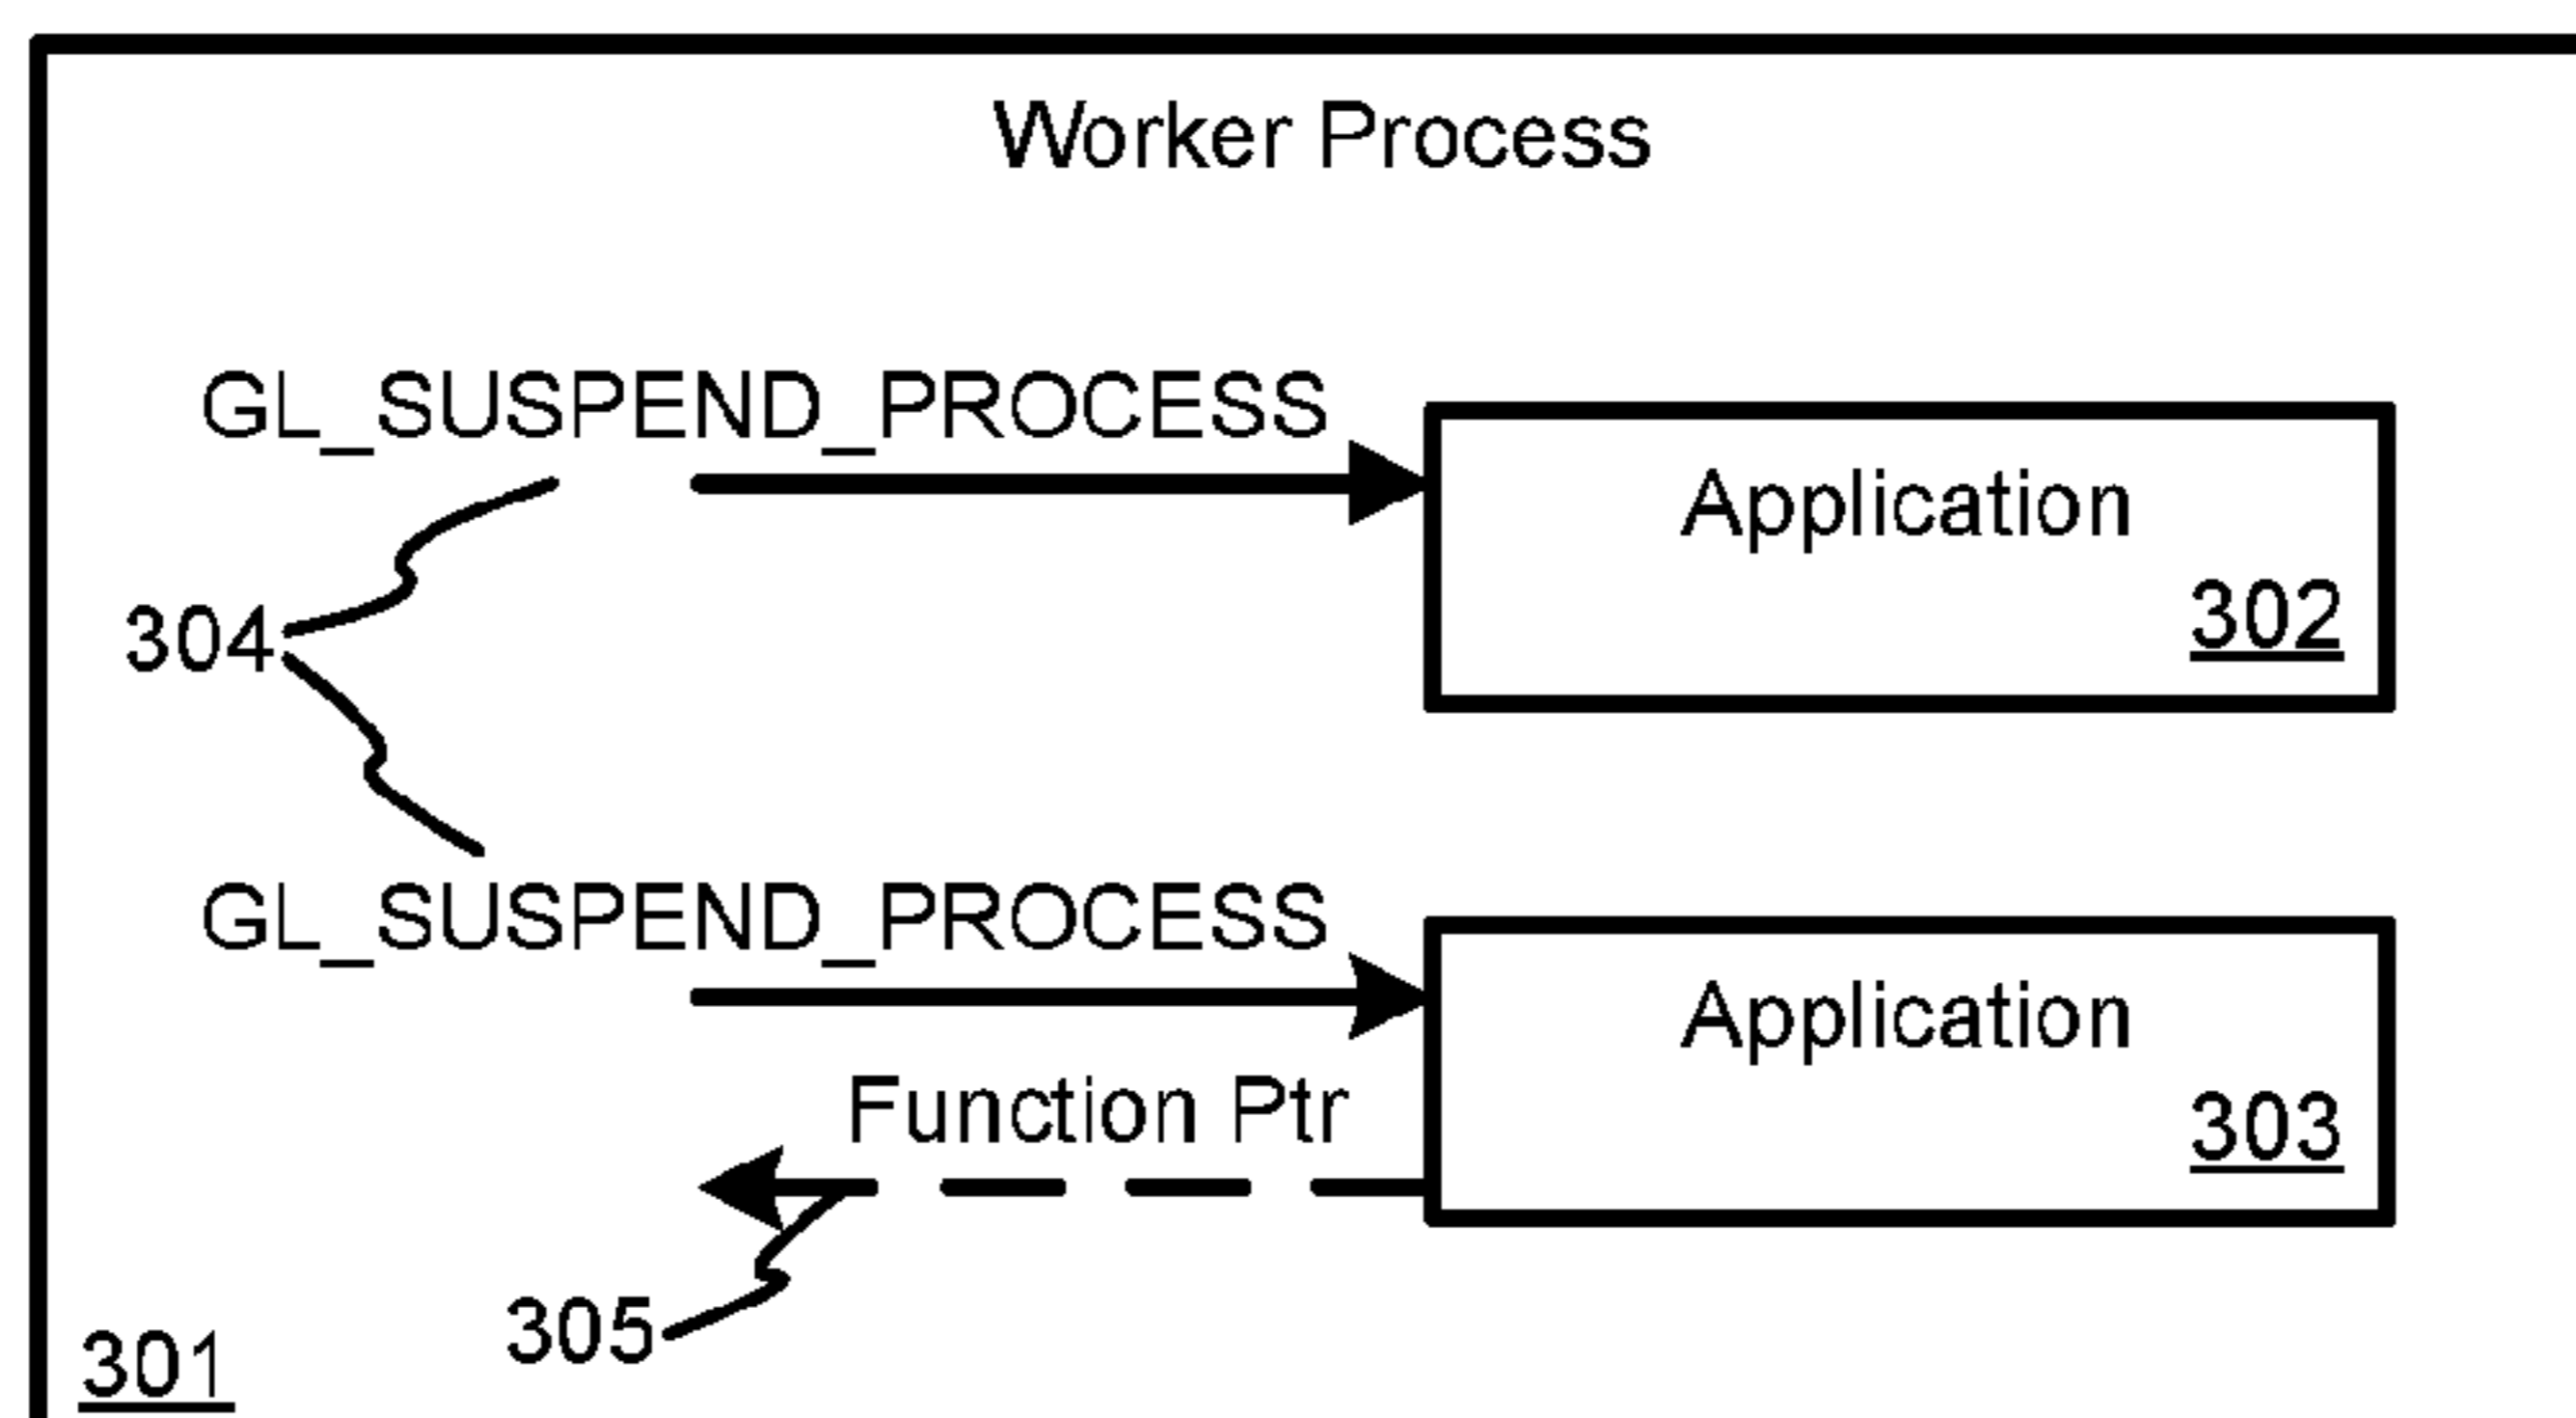 Worker Process
GL_SUSPEND_PROCESS
Application
302
304
GL_SUSPEND_PROCESS
Application
303
Function Ptr
305
301